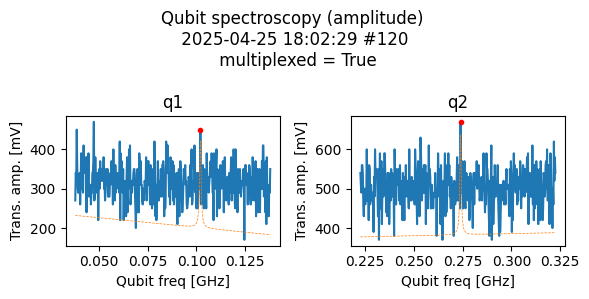 Qubit spectroscopy (amplitude)
2025-04-25 18:02:29 #120
multiplexed = True
q1
q2
Trans. amp. [mV]
400
300
200
0.050
0.075
0.100
0.125
Qubit freq [GHz]
Trans. amp. [mV]
600
500
400
0.225
0.250
0.275
0.300
0.325
Qubit freq [GHz]